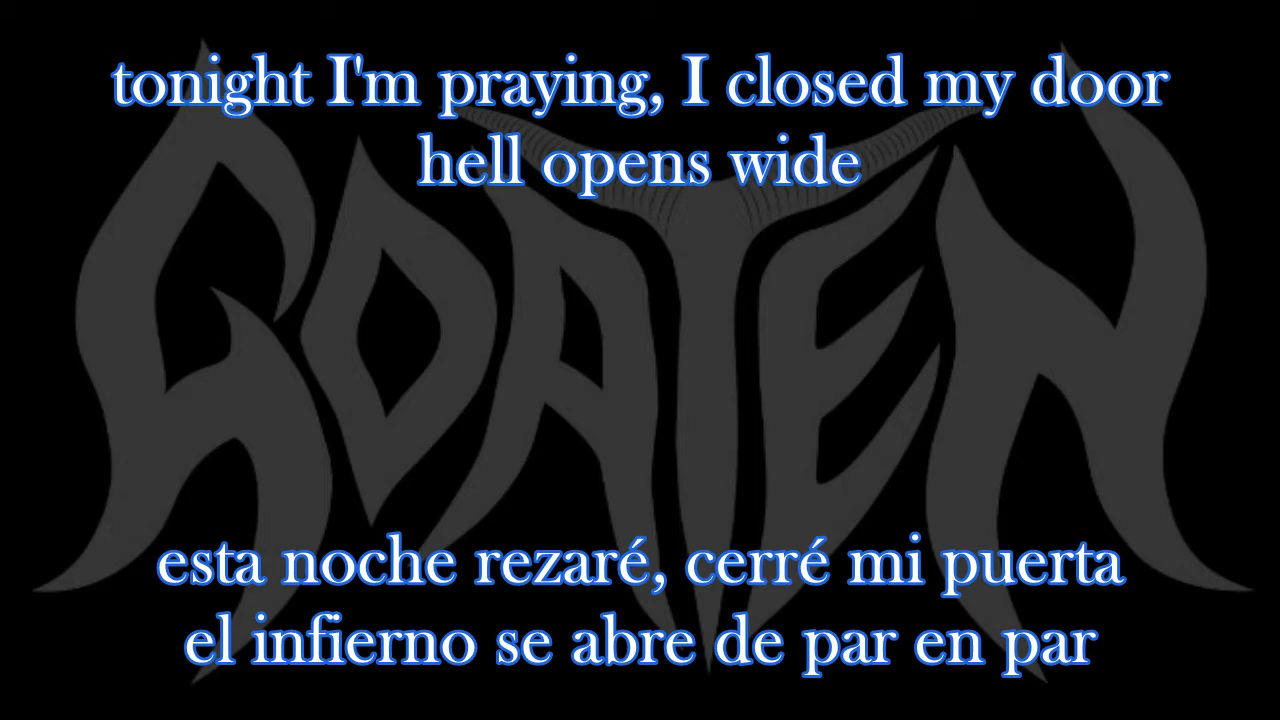 tonight I'm praying, I closed my door
hell opens wide
GOATEN
esta noche rezaré, cerré mi puerta
el infierno se abre de par en par